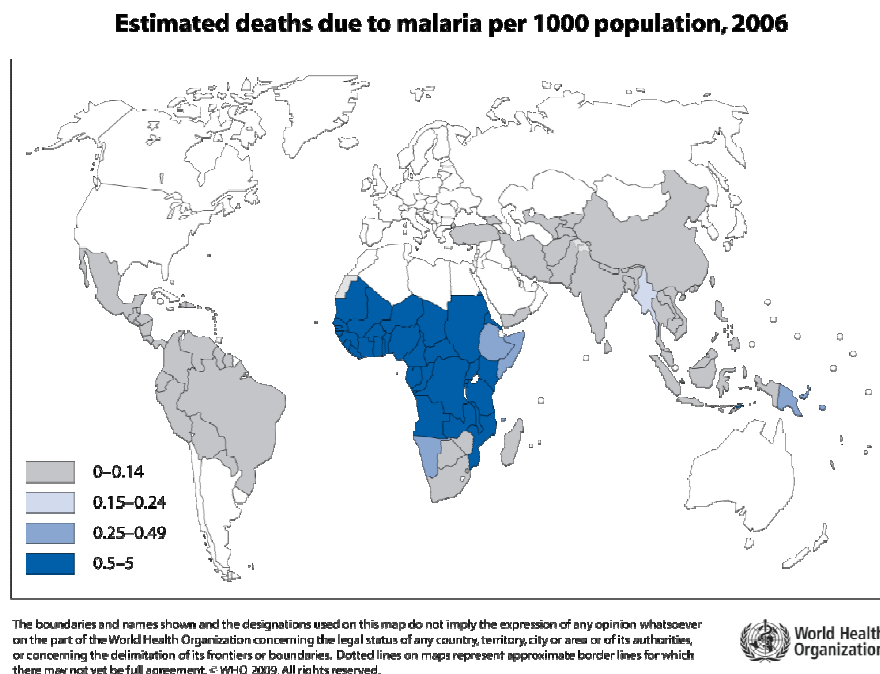 Estimated deaths due to malaria per 1000 population, 2006
0–0.14
0.15–0.24
0.25–0.49
0.5–5
The boundaries and names shown and the designations used on this map do not imply the expression of any opinion whatsoever
on the part of the World Health Organization concerning the legal status of any country, territory, city or area or of its authorities,
or concerning the delimitation of its frontiers or boundaries. Dotted lines on maps represent approximate border lines for which
there may not yet be full agreement. © WHO 2009. All rights reserved.
World Health
Organization